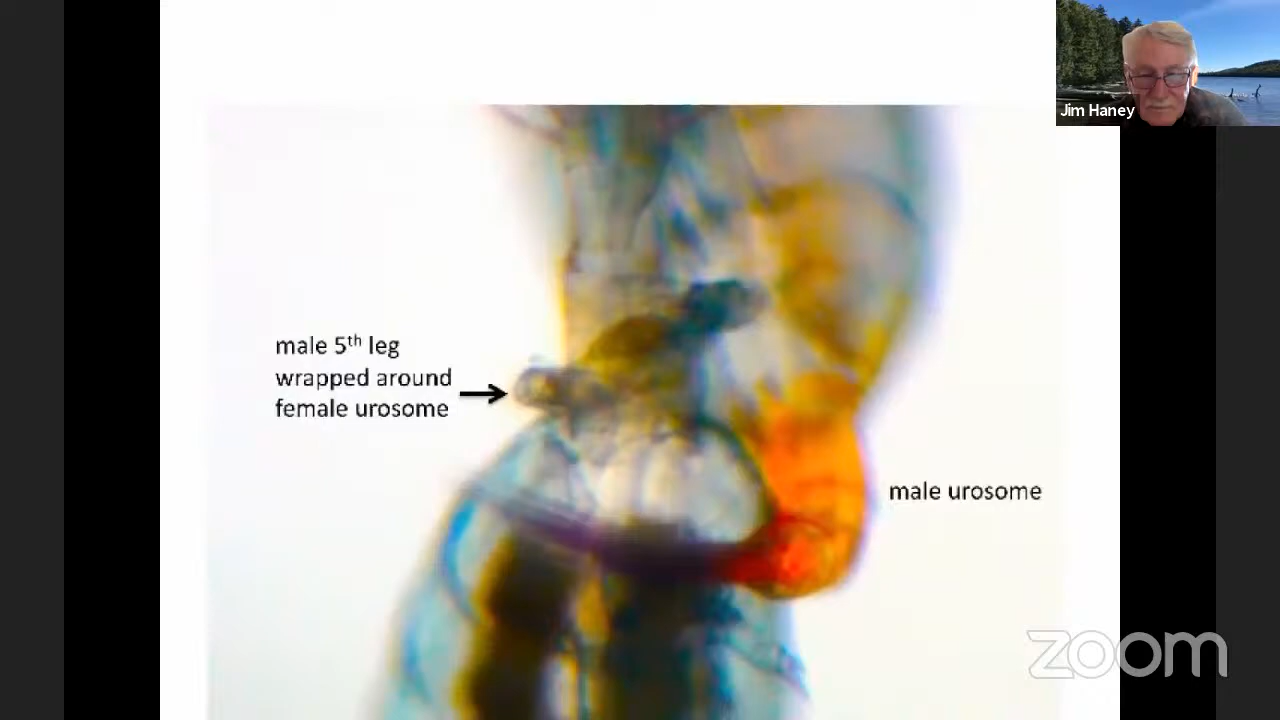 Jim Haney
male 5th leg
wrapped around
female urosome
male urosome
zoom